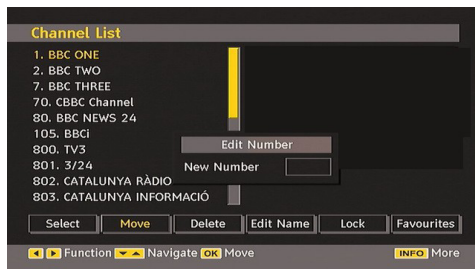 Channel List
1. BBC ONE
2. BBC TWO
7. BBC THREE
70. CBBC Channel
80. BBC NEWS 24
105. BBCi
800. TV3
801. 3/24
802. CATALUNYA RÀDIO
803. CATALUNYA INFORMACIÓ
Edit Number
New Number
Select Move Delete Edit Name Lock Favourites
Function Navigate OK Move INFO More